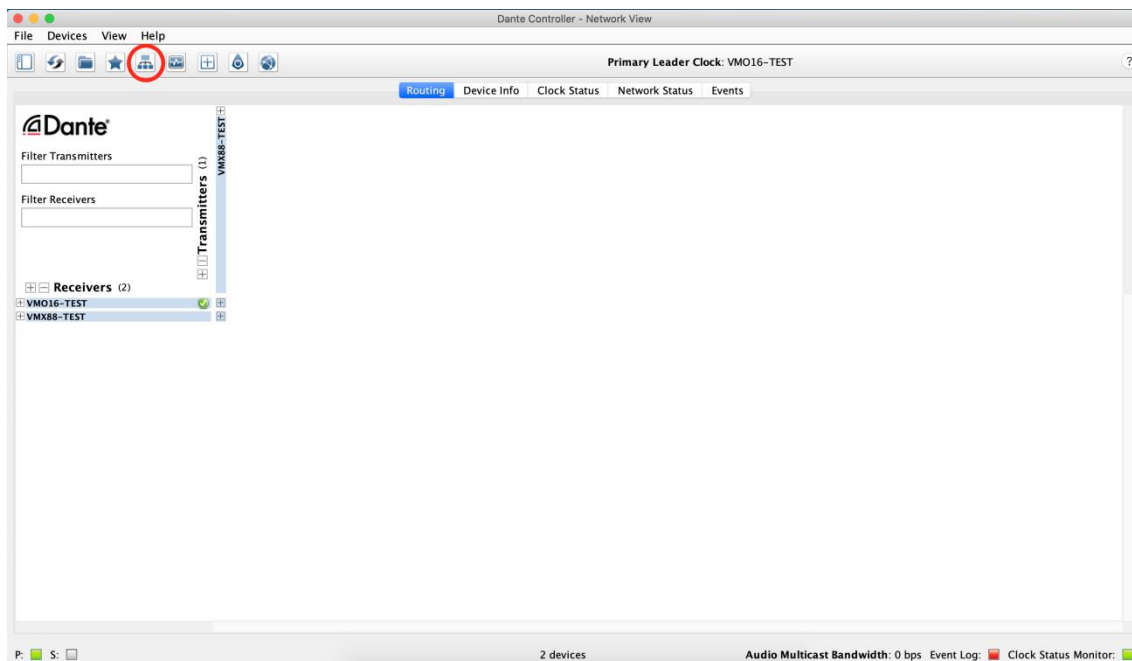 Dante Controller - Network View
File Devices View Help
Primary Leader Clock: VMO16-TEST
?
Routing Device Info Clock Status Network Status Events
Dante
Filter Transmitters
Filter Receivers
Transmitters (1)
VMX88-TEST
Receivers (2)
VMO16-TEST
VMX88-TEST
P: S: 2 devices Audio Multicast Bandwidth: 0 bps Event Log: Clock Status Monitor: